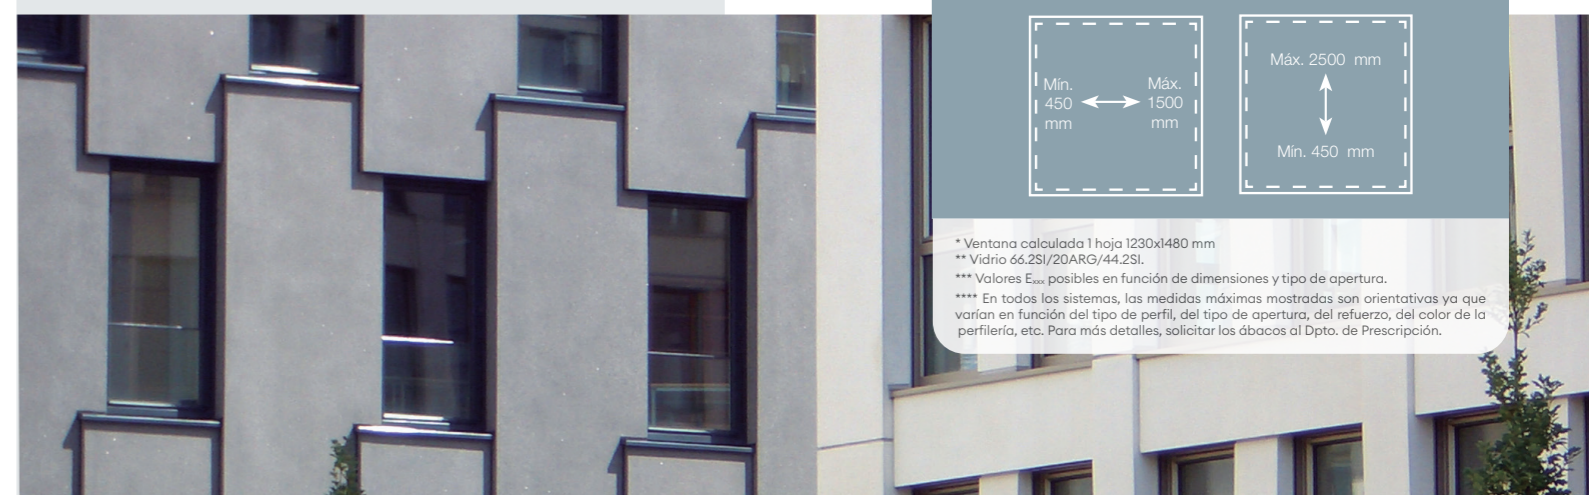 Mín.
450
mm
Máx.
1500
mm
Máx. 2500 mm
Mín. 450 mm
* Ventana calculada 1 hoja 1230x1480 mm
** Vidrio 66.2SI/20ARG/44.2SI.
*** Valores Exxx posibles en función de dimensiones y tipo de apertura.
**** En todos los sistemas, las medidas máximas mostradas son orientativas ya que
varían en función del tipo de perfil, del tipo de apertura, del refuerzo, del color de la
perfilería, etc. Para más detalles, solicitar los ábacos al Dpto. de Prescripción.